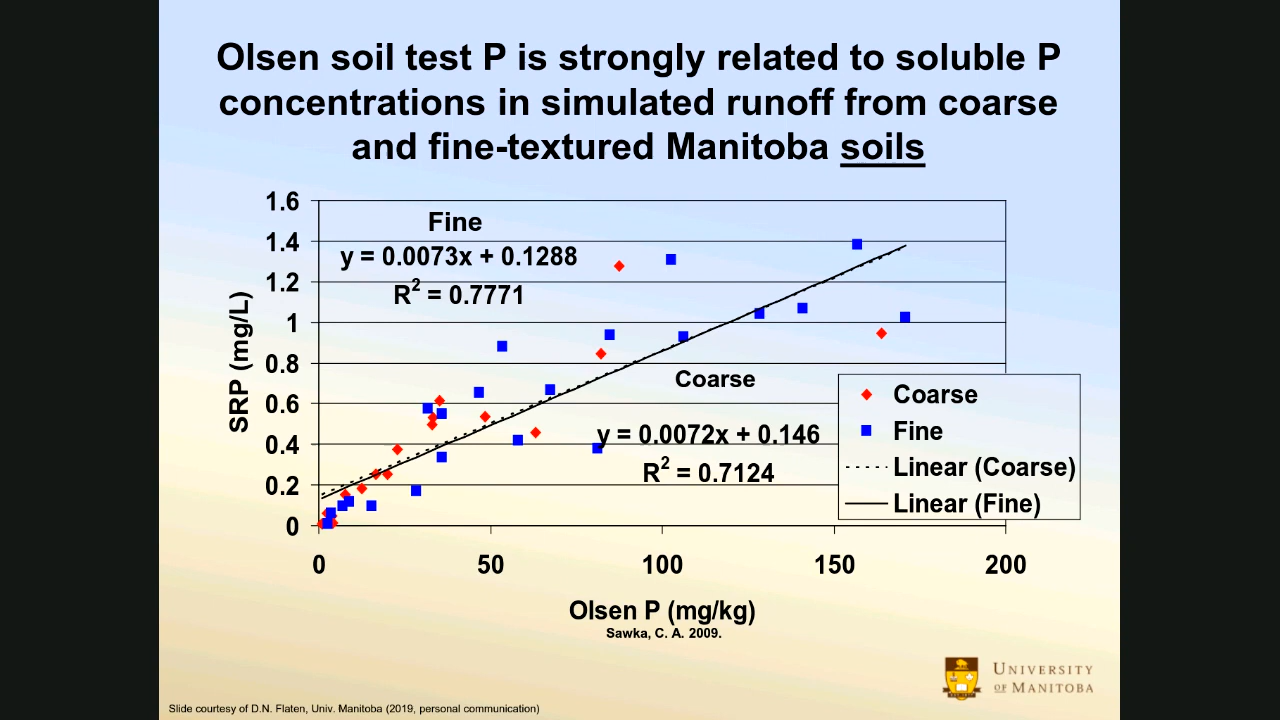 Olsen soil test P is strongly related to soluble P
concentrations in simulated runoff from coarse
and fine-textured Manitoba soils
1.6
1.4
1.2
1
0.8
0.6
0.4
0.2
0
SRP (mg/L)
Fine
y = 0.0073x + 0.1288
R² = 0.7771
Coarse
y = 0.0072x + 0.146
R² = 0.7124
Coarse
Fine
Linear (Coarse)
Linear (Fine)
0 50 100 150 200
Olsen P (mg/kg)
Sawka, C. A. 2009.
UNIVERSITY
OF MANITOBA
Slide courtesy of D.N. Flaten, Univ. Manitoba (2019, personal communication)